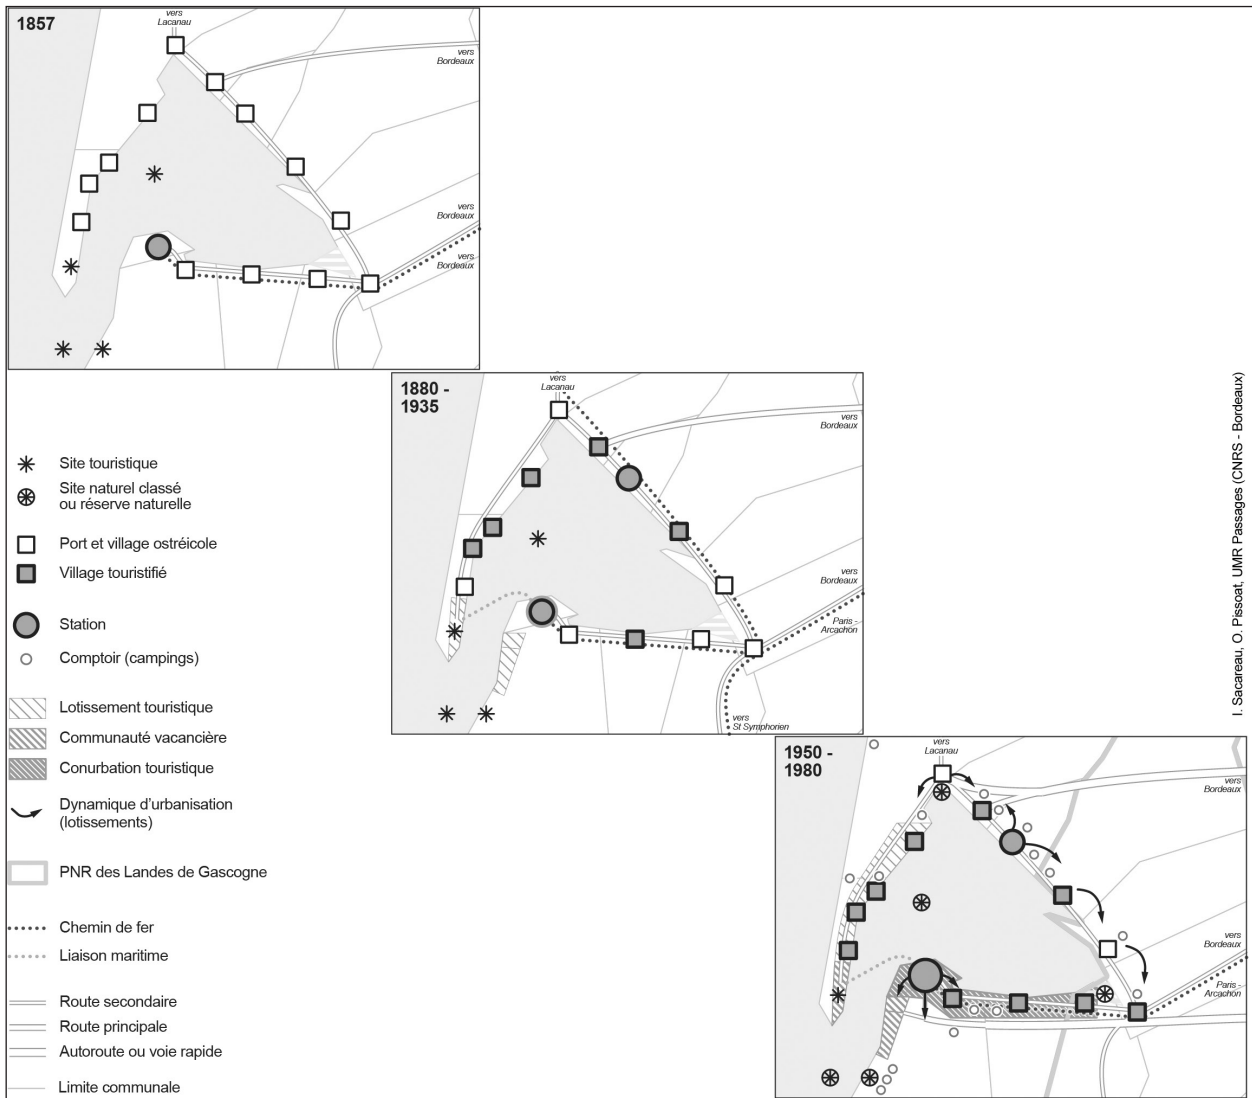 1857
vers
Lacanau
vers
Bordeaux
vers
Bordeaux
vers
Bordeaux
1880 -
1935
vers
Lacanau
vers
Bordeaux
vers
Bordeaux
Paris -
Arcachon
vers
St Symphorien
Site touristique
Site naturel classé
ou réserve naturelle
Port et village ostréicole
Village touristifié
Station
Comptoir (campings)
Lotissement touristique
Communauté vacancière
Conurbation touristique
Dynamique d'urbanisation
(lotissements)
PNR des Landes de Gascogne
Chemin de fer
Liaison maritime
Route secondaire
Route principale
Autoroute ou voie rapide
Limite communale
1950 -
1980
vers
Lacanau
vers
Bordeaux
vers
Bordeaux
Paris -
Arcachon
I. Sacareau, O. Pissoat, UMR Passages (CNRS - Bordeaux)